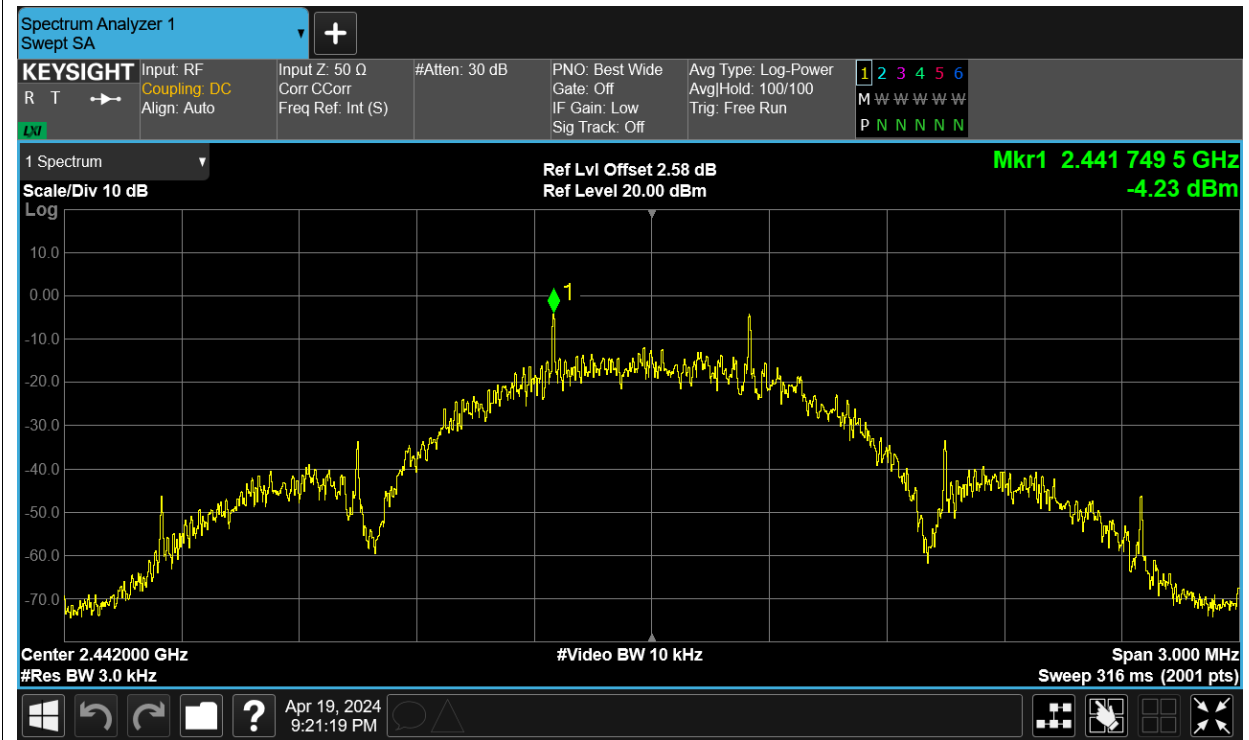 Spectrum Analyzer 1
Swept SA
+
KEYSIGHT
R T
LXI
Input: RF
Coupling: DC
Align: Auto
Input Z: 50 Ω
Corr CCorr
Freq Ref: Int (S)
#Atten: 30 dB
PNO: Best Wide
Gate: Off
IF Gain: Low
Sig Track: Off
Avg Type: Log-Power
Avg|Hold: 100/100
Trig: Free Run
1 2 3 4 5 6
M W W W W W
P N N N N N
1 Spectrum
Scale/Div 10 dB
Ref Lvl Offset 2.58 dB
Ref Level 20.00 dBm
Mkr1 2.441 749 5 GHz
-4.23 dBm
Log
10.0
0.00
-10.0
-20.0
-30.0
-40.0
-50.0
-60.0
-70.0
1
Center 2.442000 GHz
#Video BW 10 kHz
Span 3.000 MHz
#Res BW 3.0 kHz
Sweep 316 ms (2001 pts)
?
Apr 19, 2024
9:21:19 PM